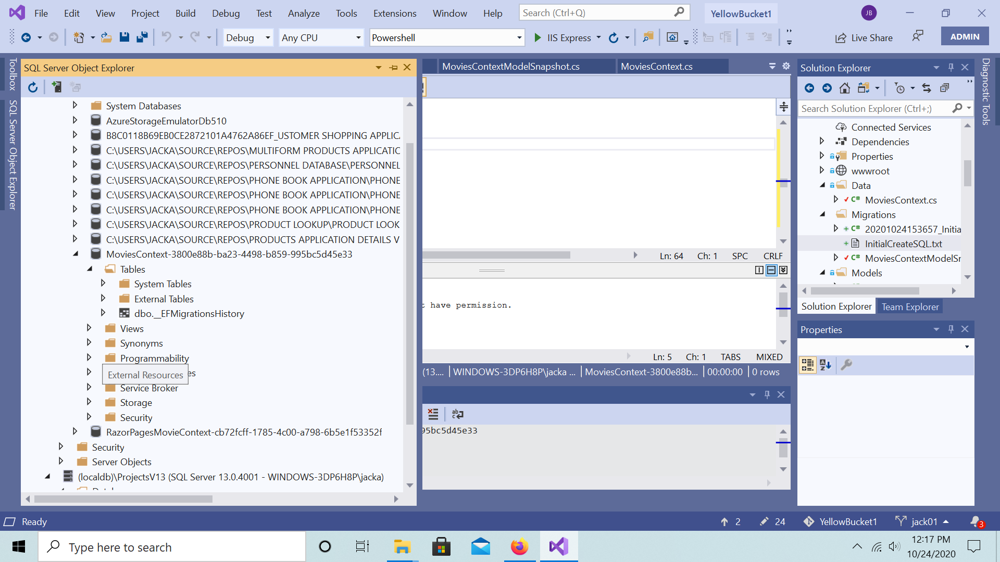 File Edit View Project Build Debug Test Analyze Tools Extensions Window Help Search (Ctrl+Q) YellowBucket1 JB
Debug Any CPU Powershell IIS Express Live Share ADMIN
Toolbox
SQL Server Object Explorer
SQL Server Object Explorer
System Databases
AzureStorageEmulatorDb510
B8C0118B69EB0CE2872101A4762A86EF_USTOMER SHOPPING APPLICA
C:\USERS\JACKA\SOURCE\REPOS\MULTIFORM PRODUCTS APPLICATIC
C:\USERS\JACKA\SOURCE\REPOS\PERSONNEL DATABASE\PERSONNEL
C:\USERS\JACKA\SOURCE\REPOS\PHONE BOOK APPLICATION\PHONE
C:\USERS\JACKA\SOURCE\REPOS\PHONE BOOK APPLICATION\PHONE
C:\USERS\JACKA\SOURCE\REPOS\PHONE BOOK APPLICATION\PHONE
C:\USERS\JACKA\SOURCE\REPOS\PRODUCT LOOKUP\PRODUCT LOOK
C:\USERS\JACKA\SOURCE\REPOS\PRODUCTS APPLICATION DETAILS V
MoviesContext-3800e88b-ba23-4498-b859-995bc5d45e33
Tables
System Tables
External Tables
dbo.__EFMigrationsHistory
Views
Synonyms
Programmability
External Resources es
Service Broker
Storage
Security
RazorPagesMovieContext-cb72fcff-1785-4c00-a798-6b5e1f53352f
Security
Server Objects
(localdb)\ProjectsV13 (SQL Server 13.0.4001 - WINDOWS-3DP6H8P\jacka)
MoviesContextModelSnapshot.cs MoviesContext.cs
Ln: 64 Ch: 1 SPC CRLF
t have permission.
Ln: 5 Ch: 1 TABS MIXED
(13.... WINDOWS-3DP6H8P\jacka ... MoviesContext-3800e88b... 00:00:00 0 rows
95bc5d45e33
Solution Explorer
Search Solution Explorer (Ctrl+;)
Connected Services
Dependencies
Properties
wwwroot
Data
C# MoviesContext.cs
Migrations
C# 20201024153657_Initia
InitialCreateSQL.txt
C# MoviesContextModelSr
Models
Solution Explorer Team Explorer
Properties
Diagnostic Tools
Ready 2 24 YellowBucket1 jack01 3
Type here to search
12:17 PM
10/24/2020